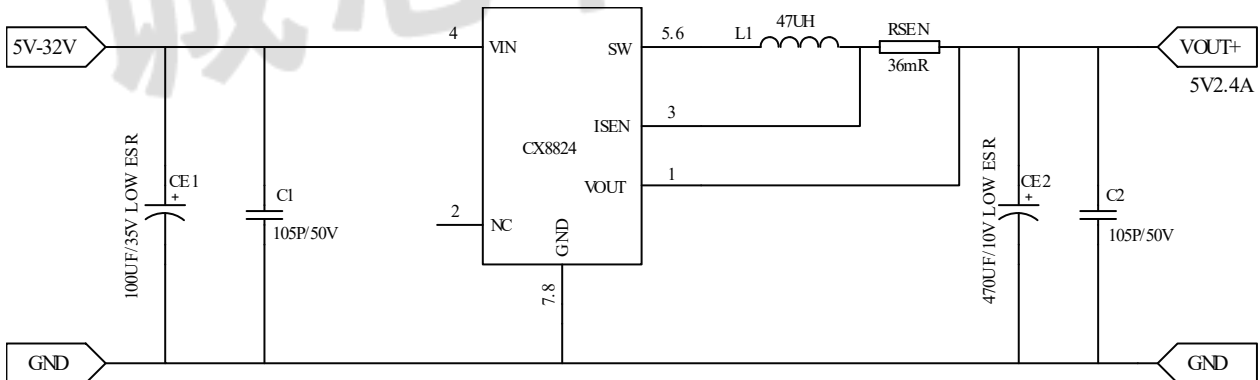 5V-32V
4
VIN
SW
5.6
L1
47UH
RSEN
36mR
VOUT+
5V2.4A
ISEN
3
CX8824
VOUT
1
2
NC
GND
7.8
100UF/35V LOW ESR
CE1
+
C1
105P/50V
470UF/10V LOW ESR
CE2
+
C2
105P/50V
GND
GND